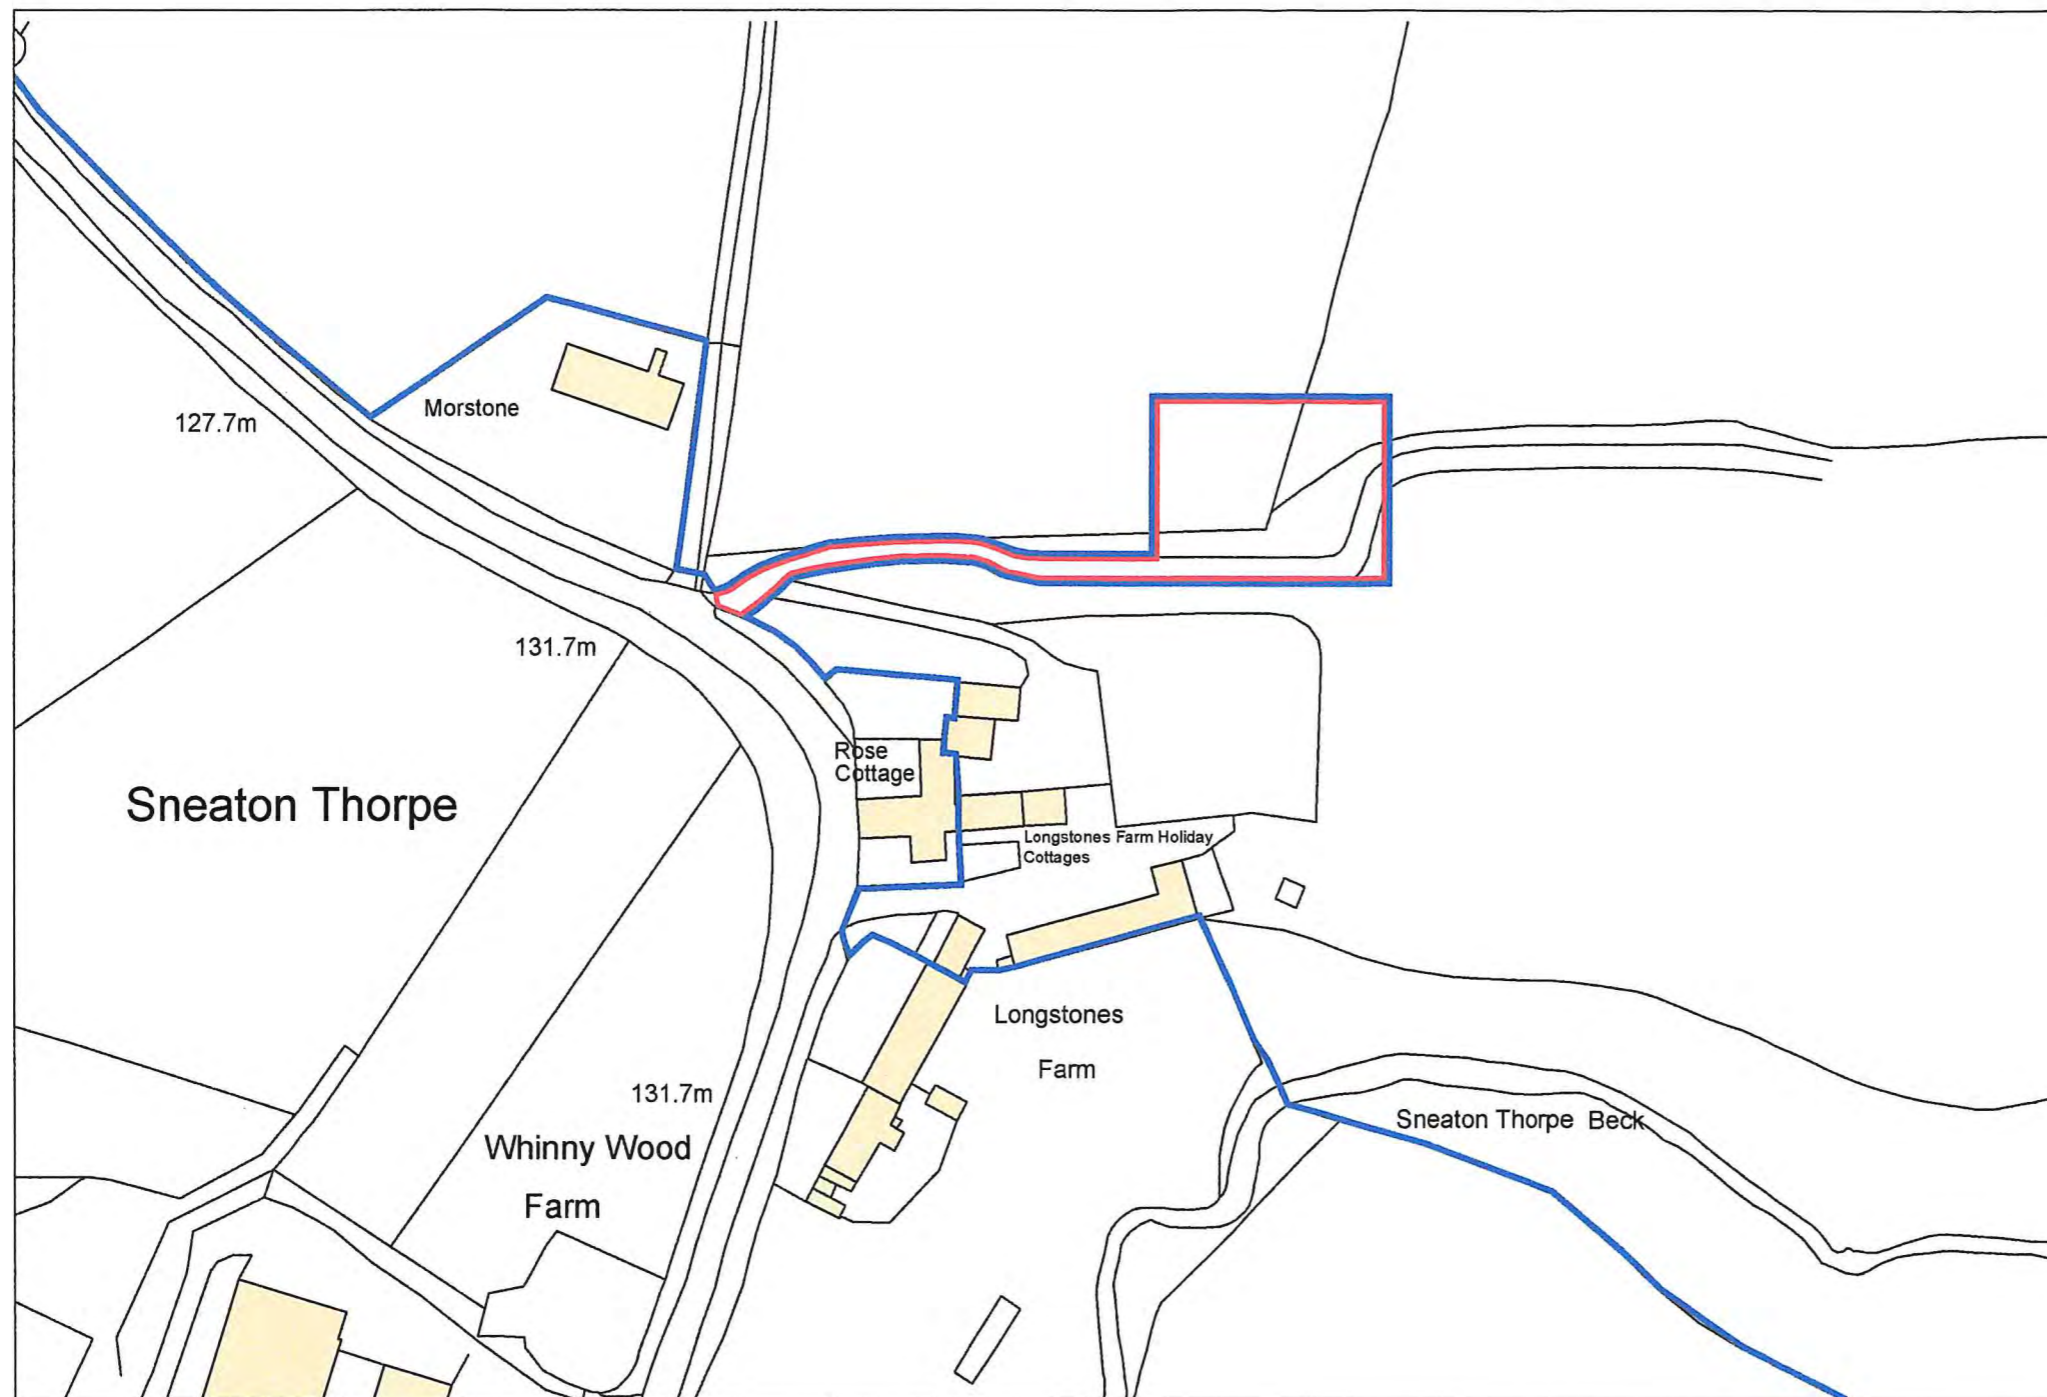 Morstone
127.7m
131.7m
Rose
Cottage
Sneaton Thorpe
Longstones Farm Holiday
Cottages
Longstones
Farm
131.7m
Sneaton Thorpe Beck
Whinny Wood
Farm